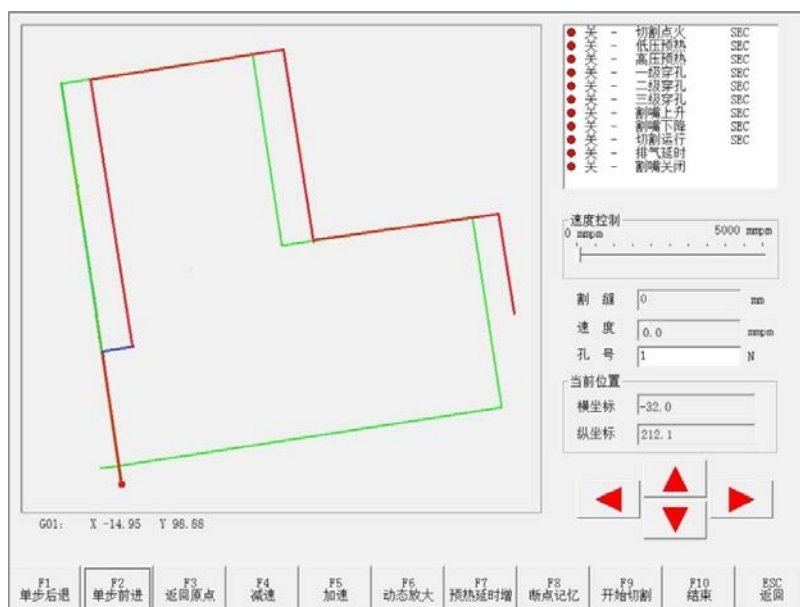 关 - 切割点火 SEC
关 - 低压预热 SEC
关 - 高压预热 SEC
关 - 一级穿孔 SEC
关 - 二级穿孔 SEC
关 - 三级穿孔 SEC
关 - 割嘴上升 SEC
关 - 割嘴下降 SEC
关 - 切割运行 SEC
关 - 排气延时
关 - 割嘴关闭
速度控制
0 mmpm 5000 mmpm
割 缝 0 mm
速 度 0.0 mmpm
孔 号 1 N
当前位置
横坐标 -32.0
纵坐标 212.1
G01: X -14.95 Y 98.88
F1 F2 F3 F4 F5 F6 F7 F8 F9 F10 ESC
单步后退 单步前进 返回原点 减速 加速 动态放大 预热延时增 断点记忆 开始切割 结束 返回